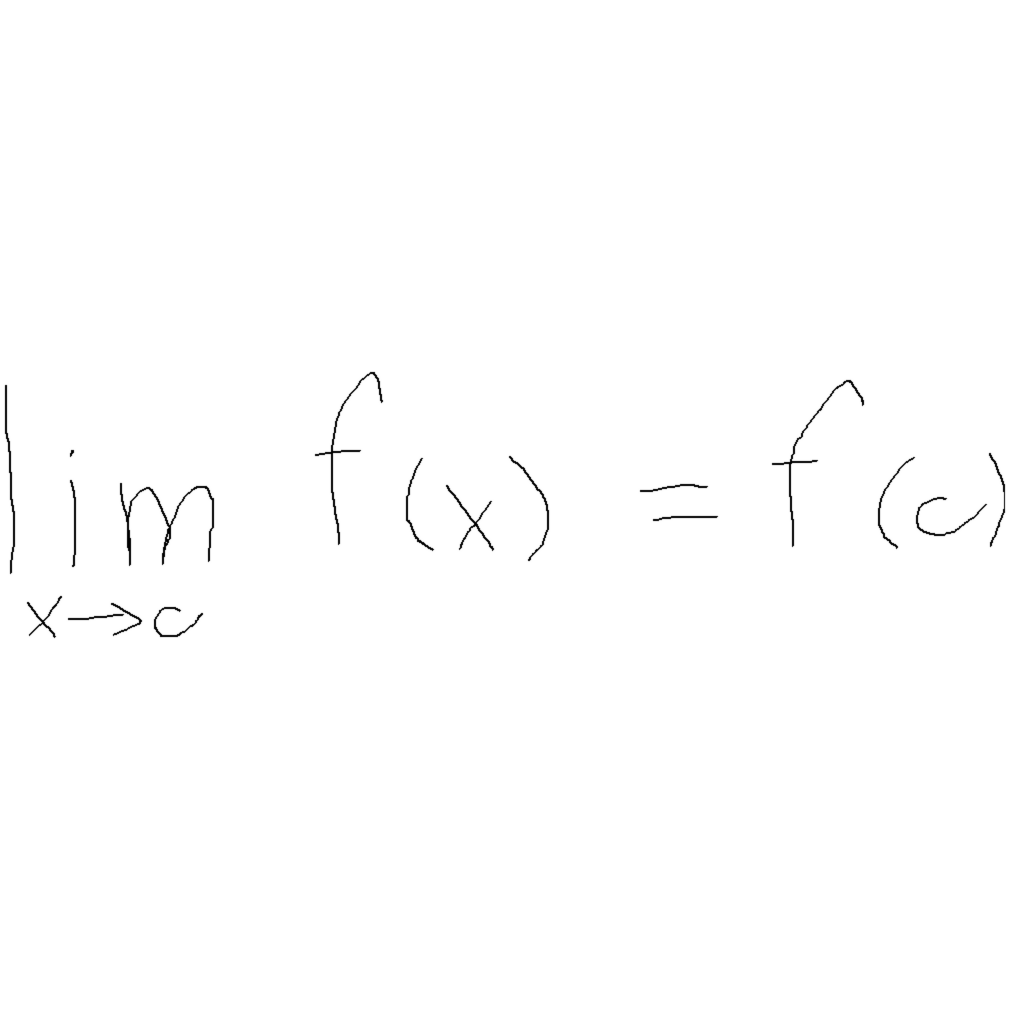 lim f(x) = f(c)
x→c